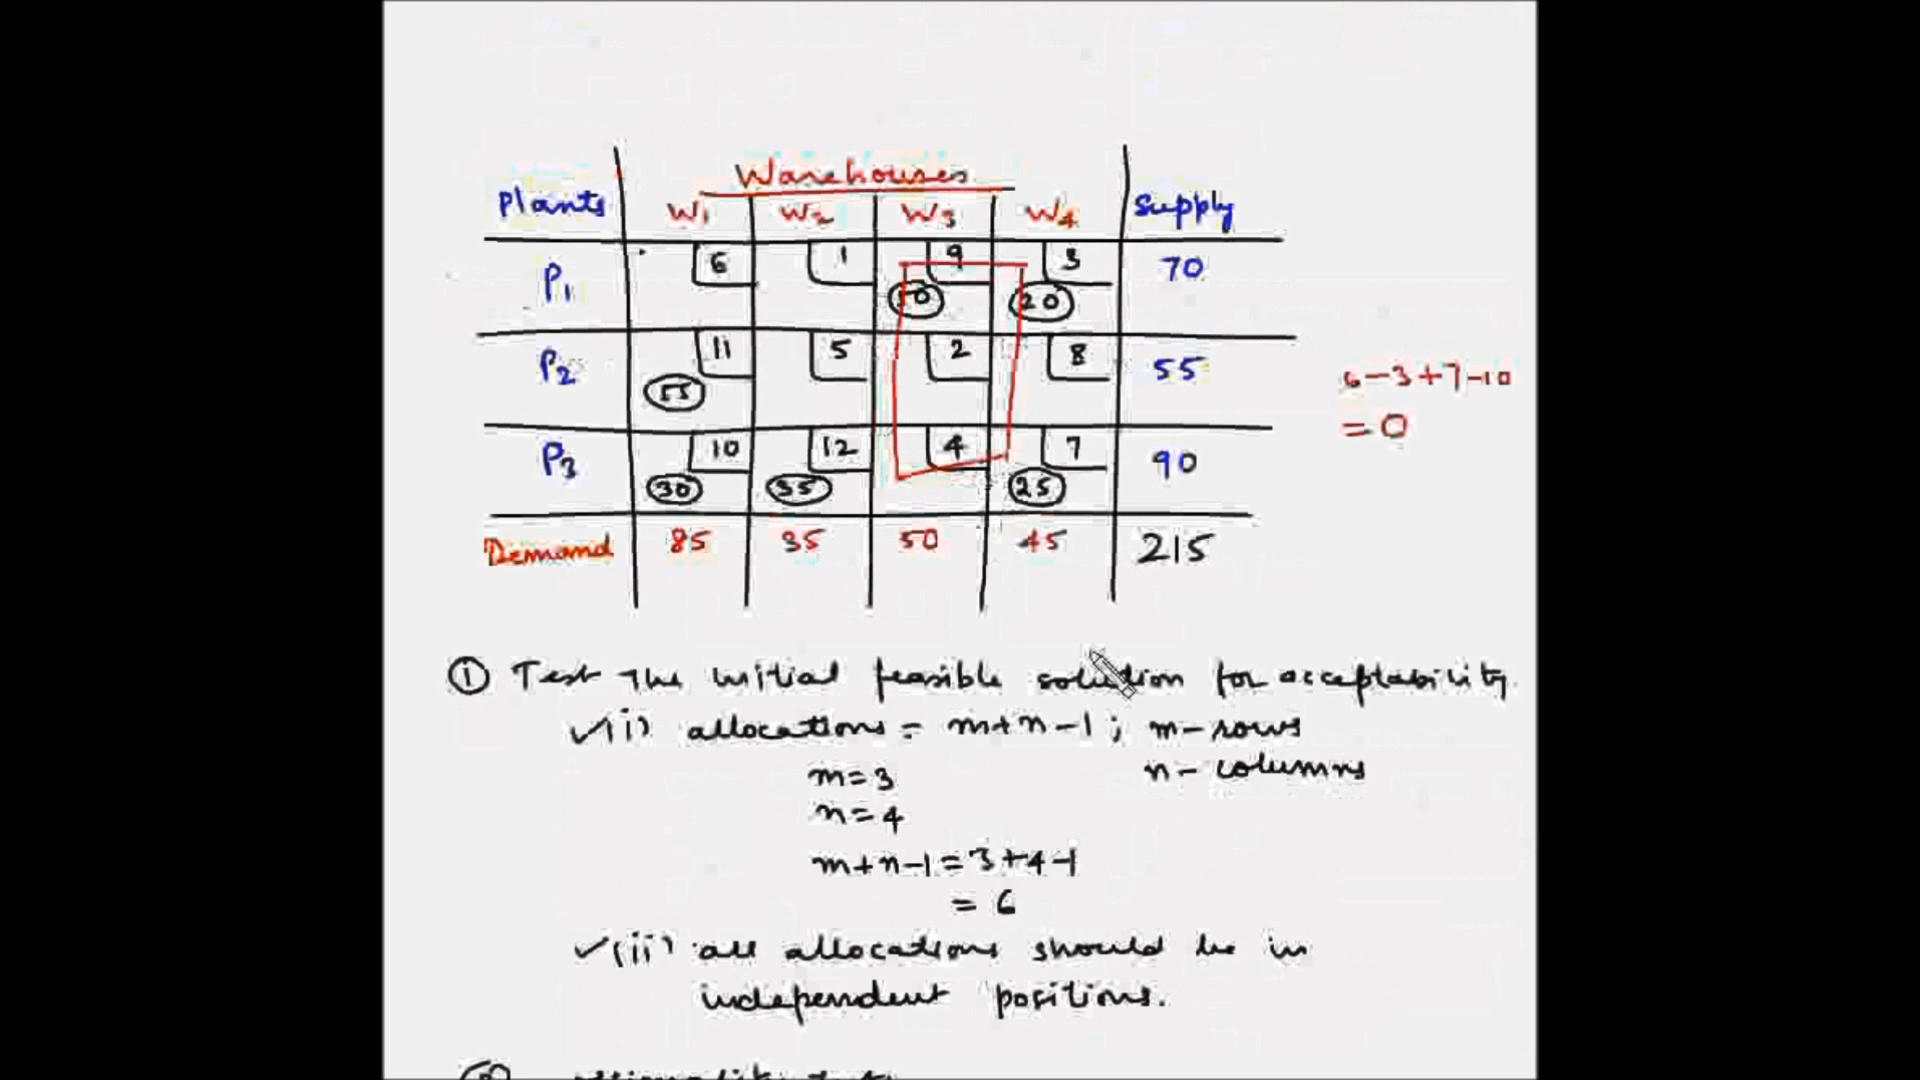 Warehouses
Plants W1 W2 W3 W4 Supply
P1 6 1 9 3 70
50 20
P2 11 5 2 8 55
55
6-3+7-10
= 0
P3 10 12 4 7 90
30 35 25
Demand 85 35 50 45 215
① Test the initial feasible solution for acceptability
✓(i) allocations = m+n-1; m-rows
n-columns
m=3
n=4
m+n-1=3+4-1
= 6
✓(ii) all allocations should be in
independent positions.